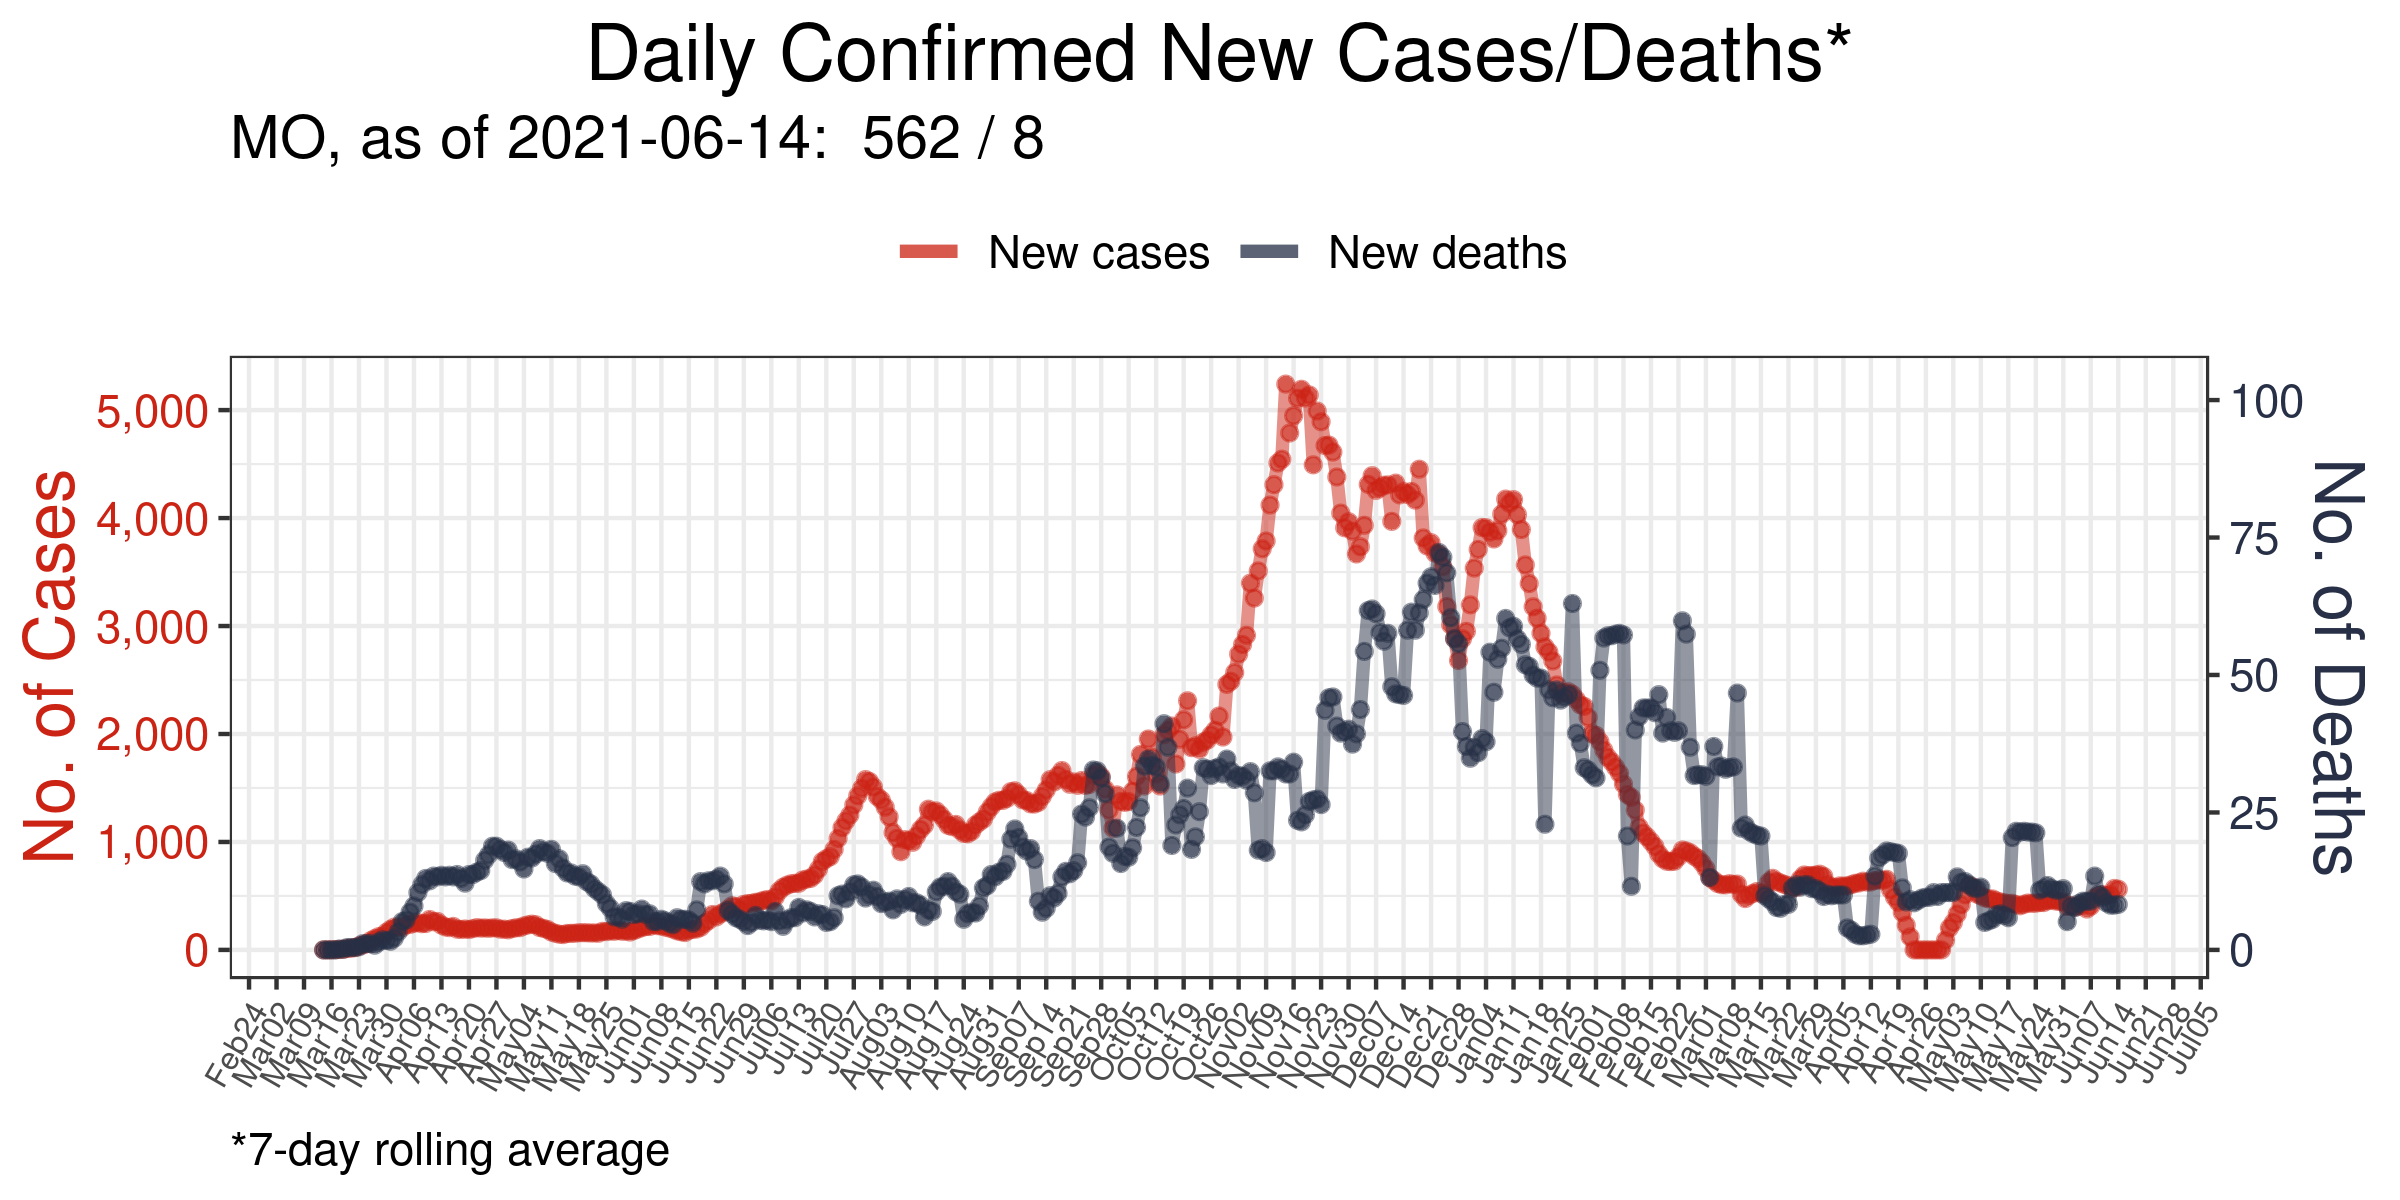 Daily Confirmed New Cases/Deaths*
MO, as of 2021-06-14:  562 / 8
New cases
New deaths
No. of Cases
5,000
4,000
3,000
2,000
1,000
0
100
75
50
25
0
No. of Deaths
Feb24
Mar02
Mar09
Mar16
Mar23
Mar30
Apr06
Apr13
Apr20
Apr27
May04
May11
May18
May25
Jun01
Jun08
Jun15
Jun22
Jun29
Jul06
Jul13
Jul20
Jul27
Aug03
Aug10
Aug17
Aug24
Aug31
Sep07
Sep14
Sep21
Sep28
Oct05
Oct12
Oct19
Oct26
Nov02
Nov09
Nov16
Nov23
Nov30
Dec07
Dec14
Dec21
Dec28
Jan04
Jan11
Jan18
Jan25
Feb01
Feb08
Feb15
Feb22
Mar01
Mar08
Mar15
Mar22
Mar29
Apr05
Apr12
Apr19
Apr26
May03
May10
May17
May24
May31
Jun07
Jun14
Jun21
Jun28
Jul05
*7-day rolling average